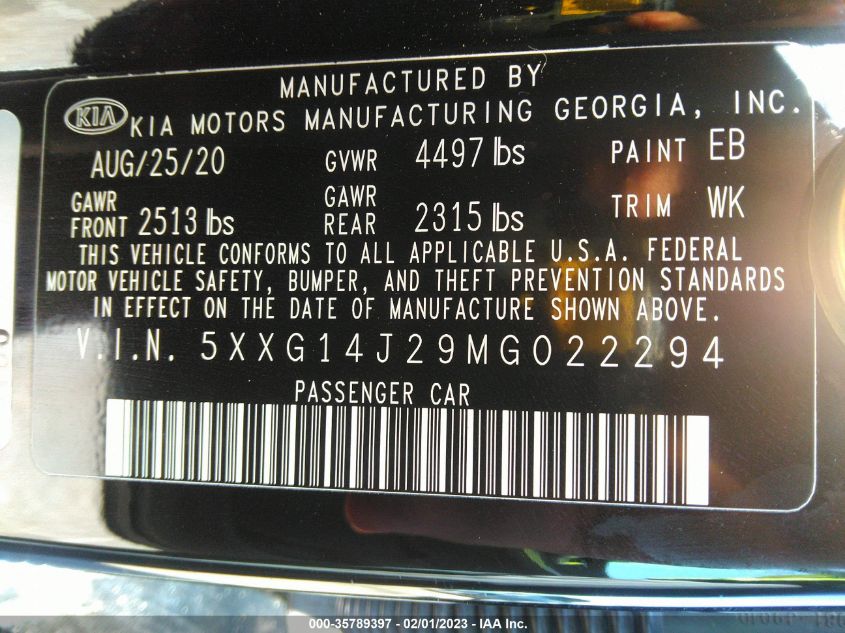 MANUFACTURED BY
KIA KIA MOTORS MANUFACTURING GEORGIA, INC.
AUG/25/20 GVWR 4497 lbs PAINT EB
GAWR FRONT 2513 lbs GAWR REAR 2315 lbs TRIM WK
THIS VEHICLE CONFORMS TO ALL APPLICABLE U.S.A. FEDERAL
MOTOR VEHICLE SAFETY, BUMPER, AND THEFT PREVENTION STANDARDS
IN EFFECT ON THE DATE OF MANUFACTURE SHOWN ABOVE.
V.I.N. 5XXG14J29MG022294
PASSENGER CAR
000-35789397 - 02/01/2023 - IAA Inc.